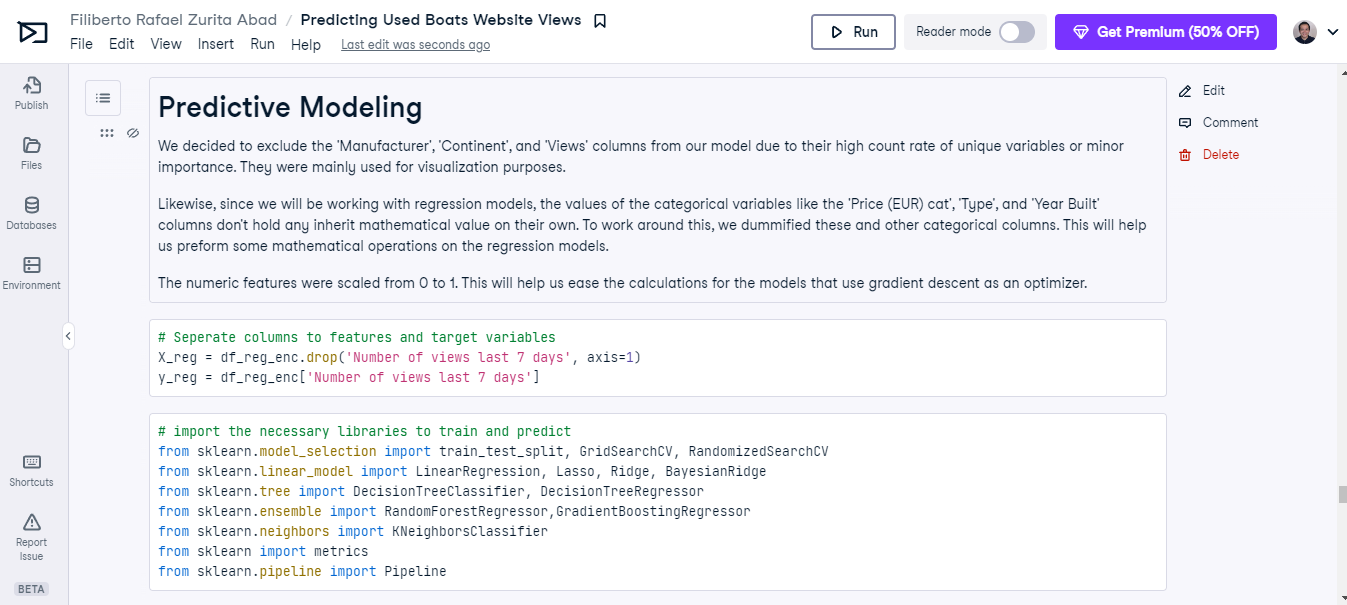 Filiberto Rafael Zurita Abad / Predicting Used Boats Website Views
File Edit View Insert Run Help Last edit was seconds ago
Run
Reader mode
Get Premium (50% OFF)
Publish
Files
Databases
Environment
Shortcuts
Report
Issue
BETA
Predictive Modeling
We decided to exclude the 'Manufacturer', 'Continent', and 'Views' columns from our model due to their high count rate of unique variables or minor
importance. They were mainly used for visualization purposes.
Likewise, since we will be working with regression models, the values of the categorical variables like the 'Price (EUR) cat', 'Type', and 'Year Built'
columns don't hold any inherit mathematical value on their own. To work around this, we dummified these and other categorical columns. This will help
us preform some mathematical operations on the regression models.
The numeric features were scaled from 0 to 1. This will help us ease the calculations for the models that use gradient descent as an optimizer.
Edit
Comment
Delete
# Seperate columns to features and target variables
X_reg = df_reg_enc.drop('Number of views last 7 days', axis=1)
y_reg = df_reg_enc['Number of views last 7 days']
# import the necessary libraries to train and predict
from sklearn.model_selection import train_test_split, GridSearchCV, RandomizedSearchCV
from sklearn.linear_model import LinearRegression, Lasso, Ridge, BayesianRidge
from sklearn.tree import DecisionTreeClassifier, DecisionTreeRegressor
from sklearn.ensemble import RandomForestRegressor,GradientBoostingRegressor
from sklearn.neighbors import KNeighborsClassifier
from sklearn import metrics
from sklearn.pipeline import Pipeline